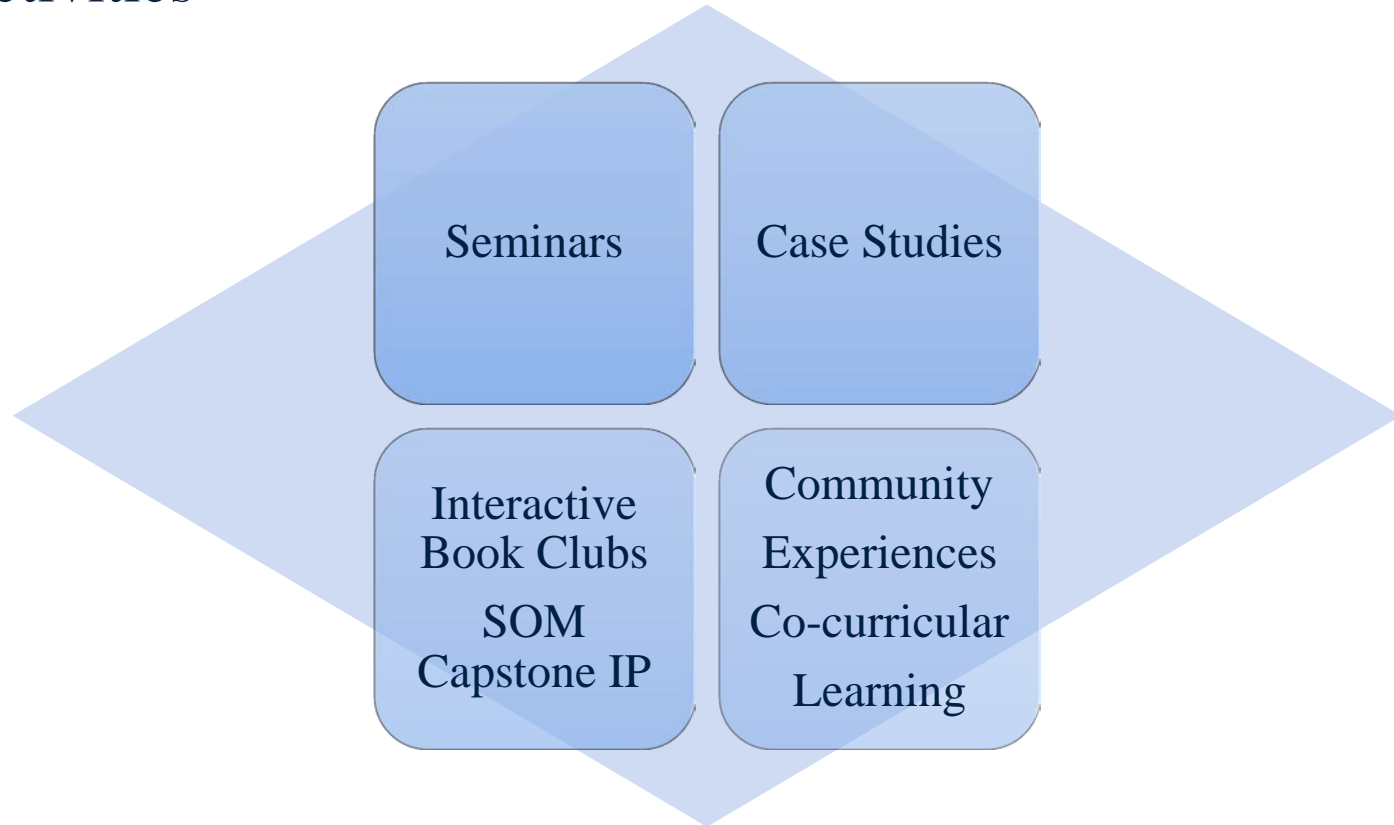 Seminars
Case Studies
Interactive
Book Clubs
SOM
Capstone IP
Community
Experiences
Co-curricular
Learning